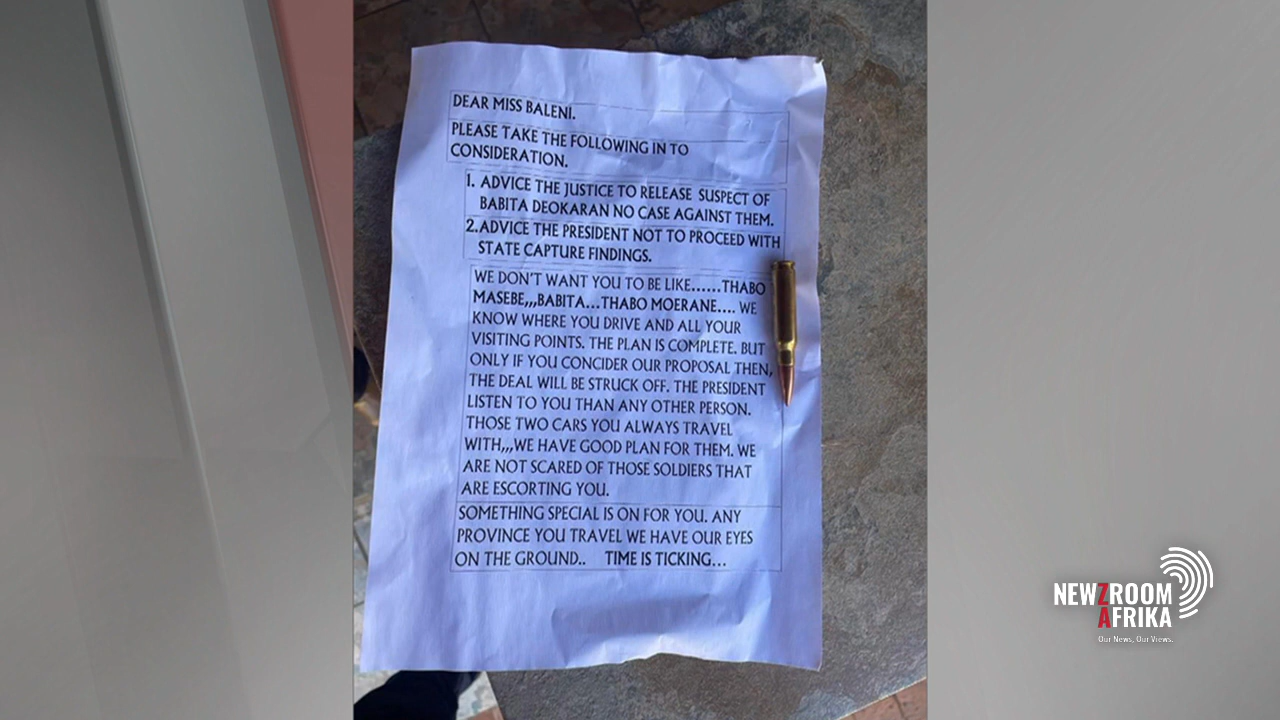 DEAR MISS BALENI.
PLEASE TAKE THE FOLLOWING IN TO
CONSIDERATION.
1. ADVICE THE JUSTICE TO RELEASE SUSPECT OF
BABITA DEOKARAN NO CASE AGAINST THEM.
2.ADVICE THE PRESIDENT NOT TO PROCEED WITH
STATE CAPTURE FINDINGS.
WE DON'T WANT YOU TO BE LIKE......THABO
MASEBE,,,BABITA...THABO MOERANE.... WE
KNOW WHERE YOU DRIVE AND ALL YOUR
VISITING POINTS. THE PLAN IS COMPLETE. BUT
ONLY IF YOU CONCIDER OUR PROPOSAL THEN,
THE DEAL WILL BE STRUCK OFF. THE PRESIDENT
LISTEN TO YOU THAN ANY OTHER PERSON.
THOSE TWO CARS YOU ALWAYS TRAVEL
WITH,,,WE HAVE GOOD PLAN FOR THEM. WE
ARE NOT SCARED OF THOSE SOLDIERS THAT
ARE ESCORTING YOU.
SOMETHING SPECIAL IS ON FOR YOU. ANY
PROVINCE YOU TRAVEL WE HAVE OUR EYES
ON THE GROUND.. TIME IS TICKING...
NEWZROOM
AFRIKA
Our News, Our Views.